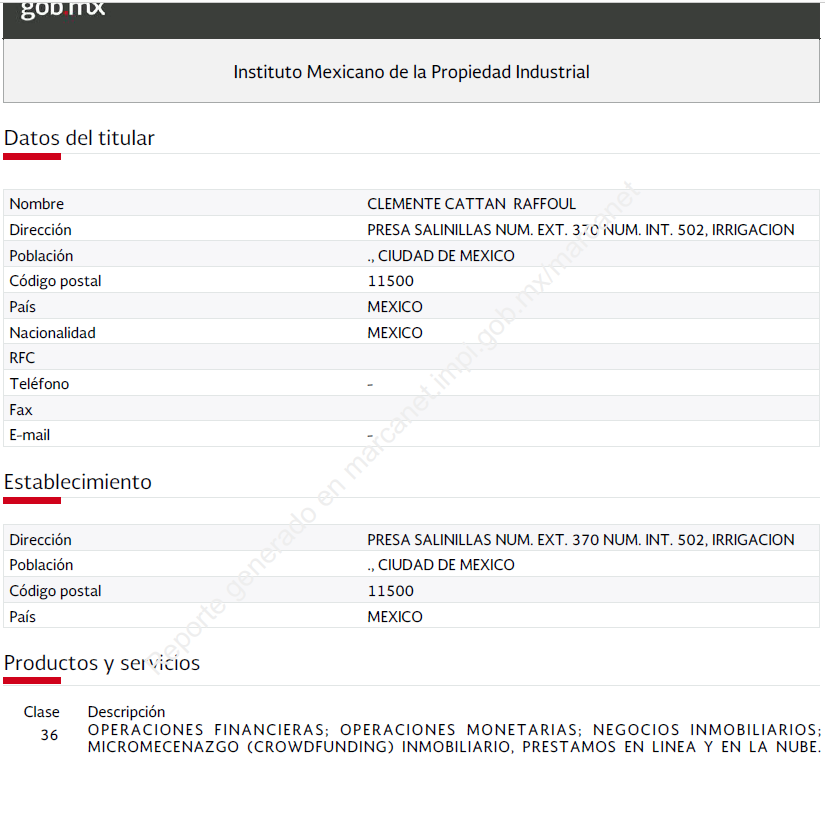 gob.mx
Instituto Mexicano de la Propiedad Industrial
Datos del titular
Nombre CLEMENTE CATTAN RAFFOUL
Dirección PRESA SALINILLAS NUM. EXT. 370 NUM. INT. 502, IRRIGACION
Población ., CIUDAD DE MEXICO
Código postal 11500
País MEXICO
Nacionalidad MEXICO
RFC
Teléfono -
Fax
E-mail -
Establecimiento
Dirección PRESA SALINILLAS NUM. EXT. 370 NUM. INT. 502, IRRIGACION
Población ., CIUDAD DE MEXICO
Código postal 11500
País MEXICO
Productos y servicios
Clase Descripción
36 OPERACIONES FINANCIERAS; OPERACIONES MONETARIAS; NEGOCIOS INMOBILIARIOS;
MICROMECENAZGO (CROWDFUNDING) INMOBILIARIO, PRESTAMOS EN LINEA Y EN LA NUBE.
Reporte generado en marcanet.impi.gob.mx/marcanet